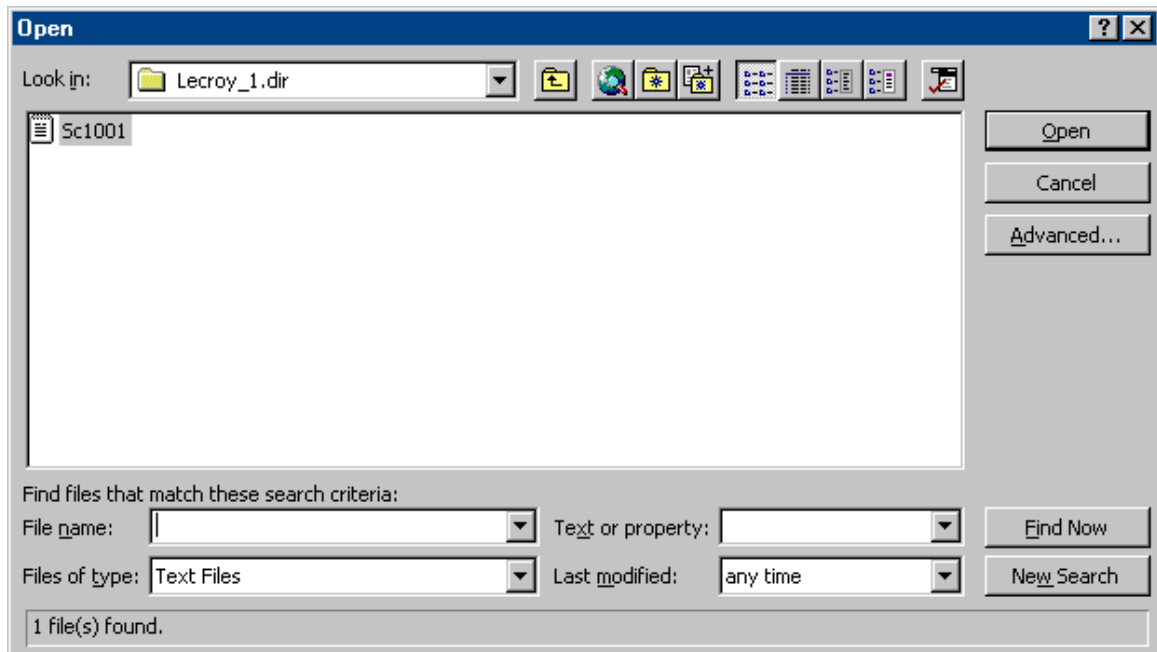 Open
Look in: Lecroy_1.dir
Sc1001
Open
Cancel
Advanced...
Find files that match these search criteria:
File name: Text or property: Find Now
Files of type: Text Files Last modified: any time New Search
1 file(s) found.